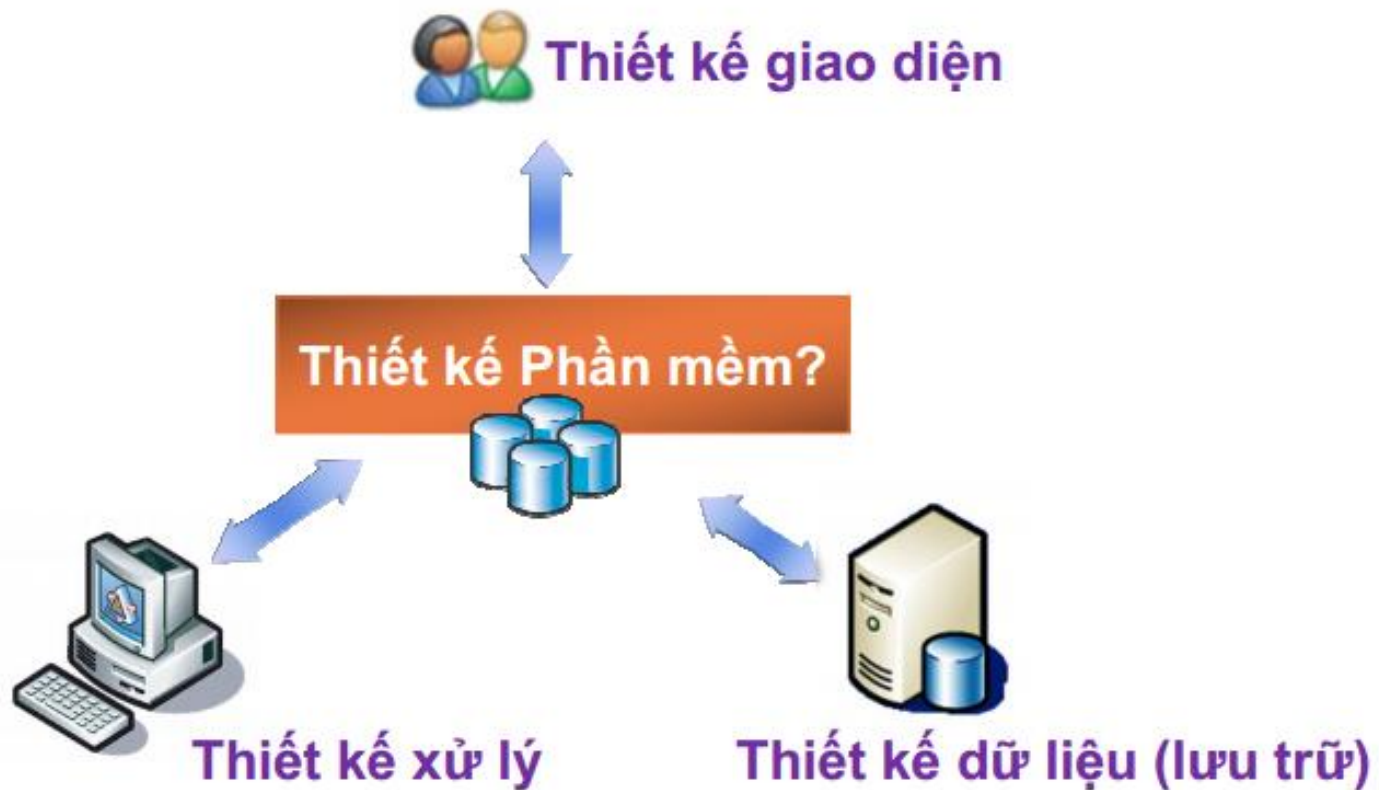 Thiết kế giao diện
Thiết kế Phần mềm?
Thiết kế xử lý
Thiết kế dữ liệu (lưu trữ)